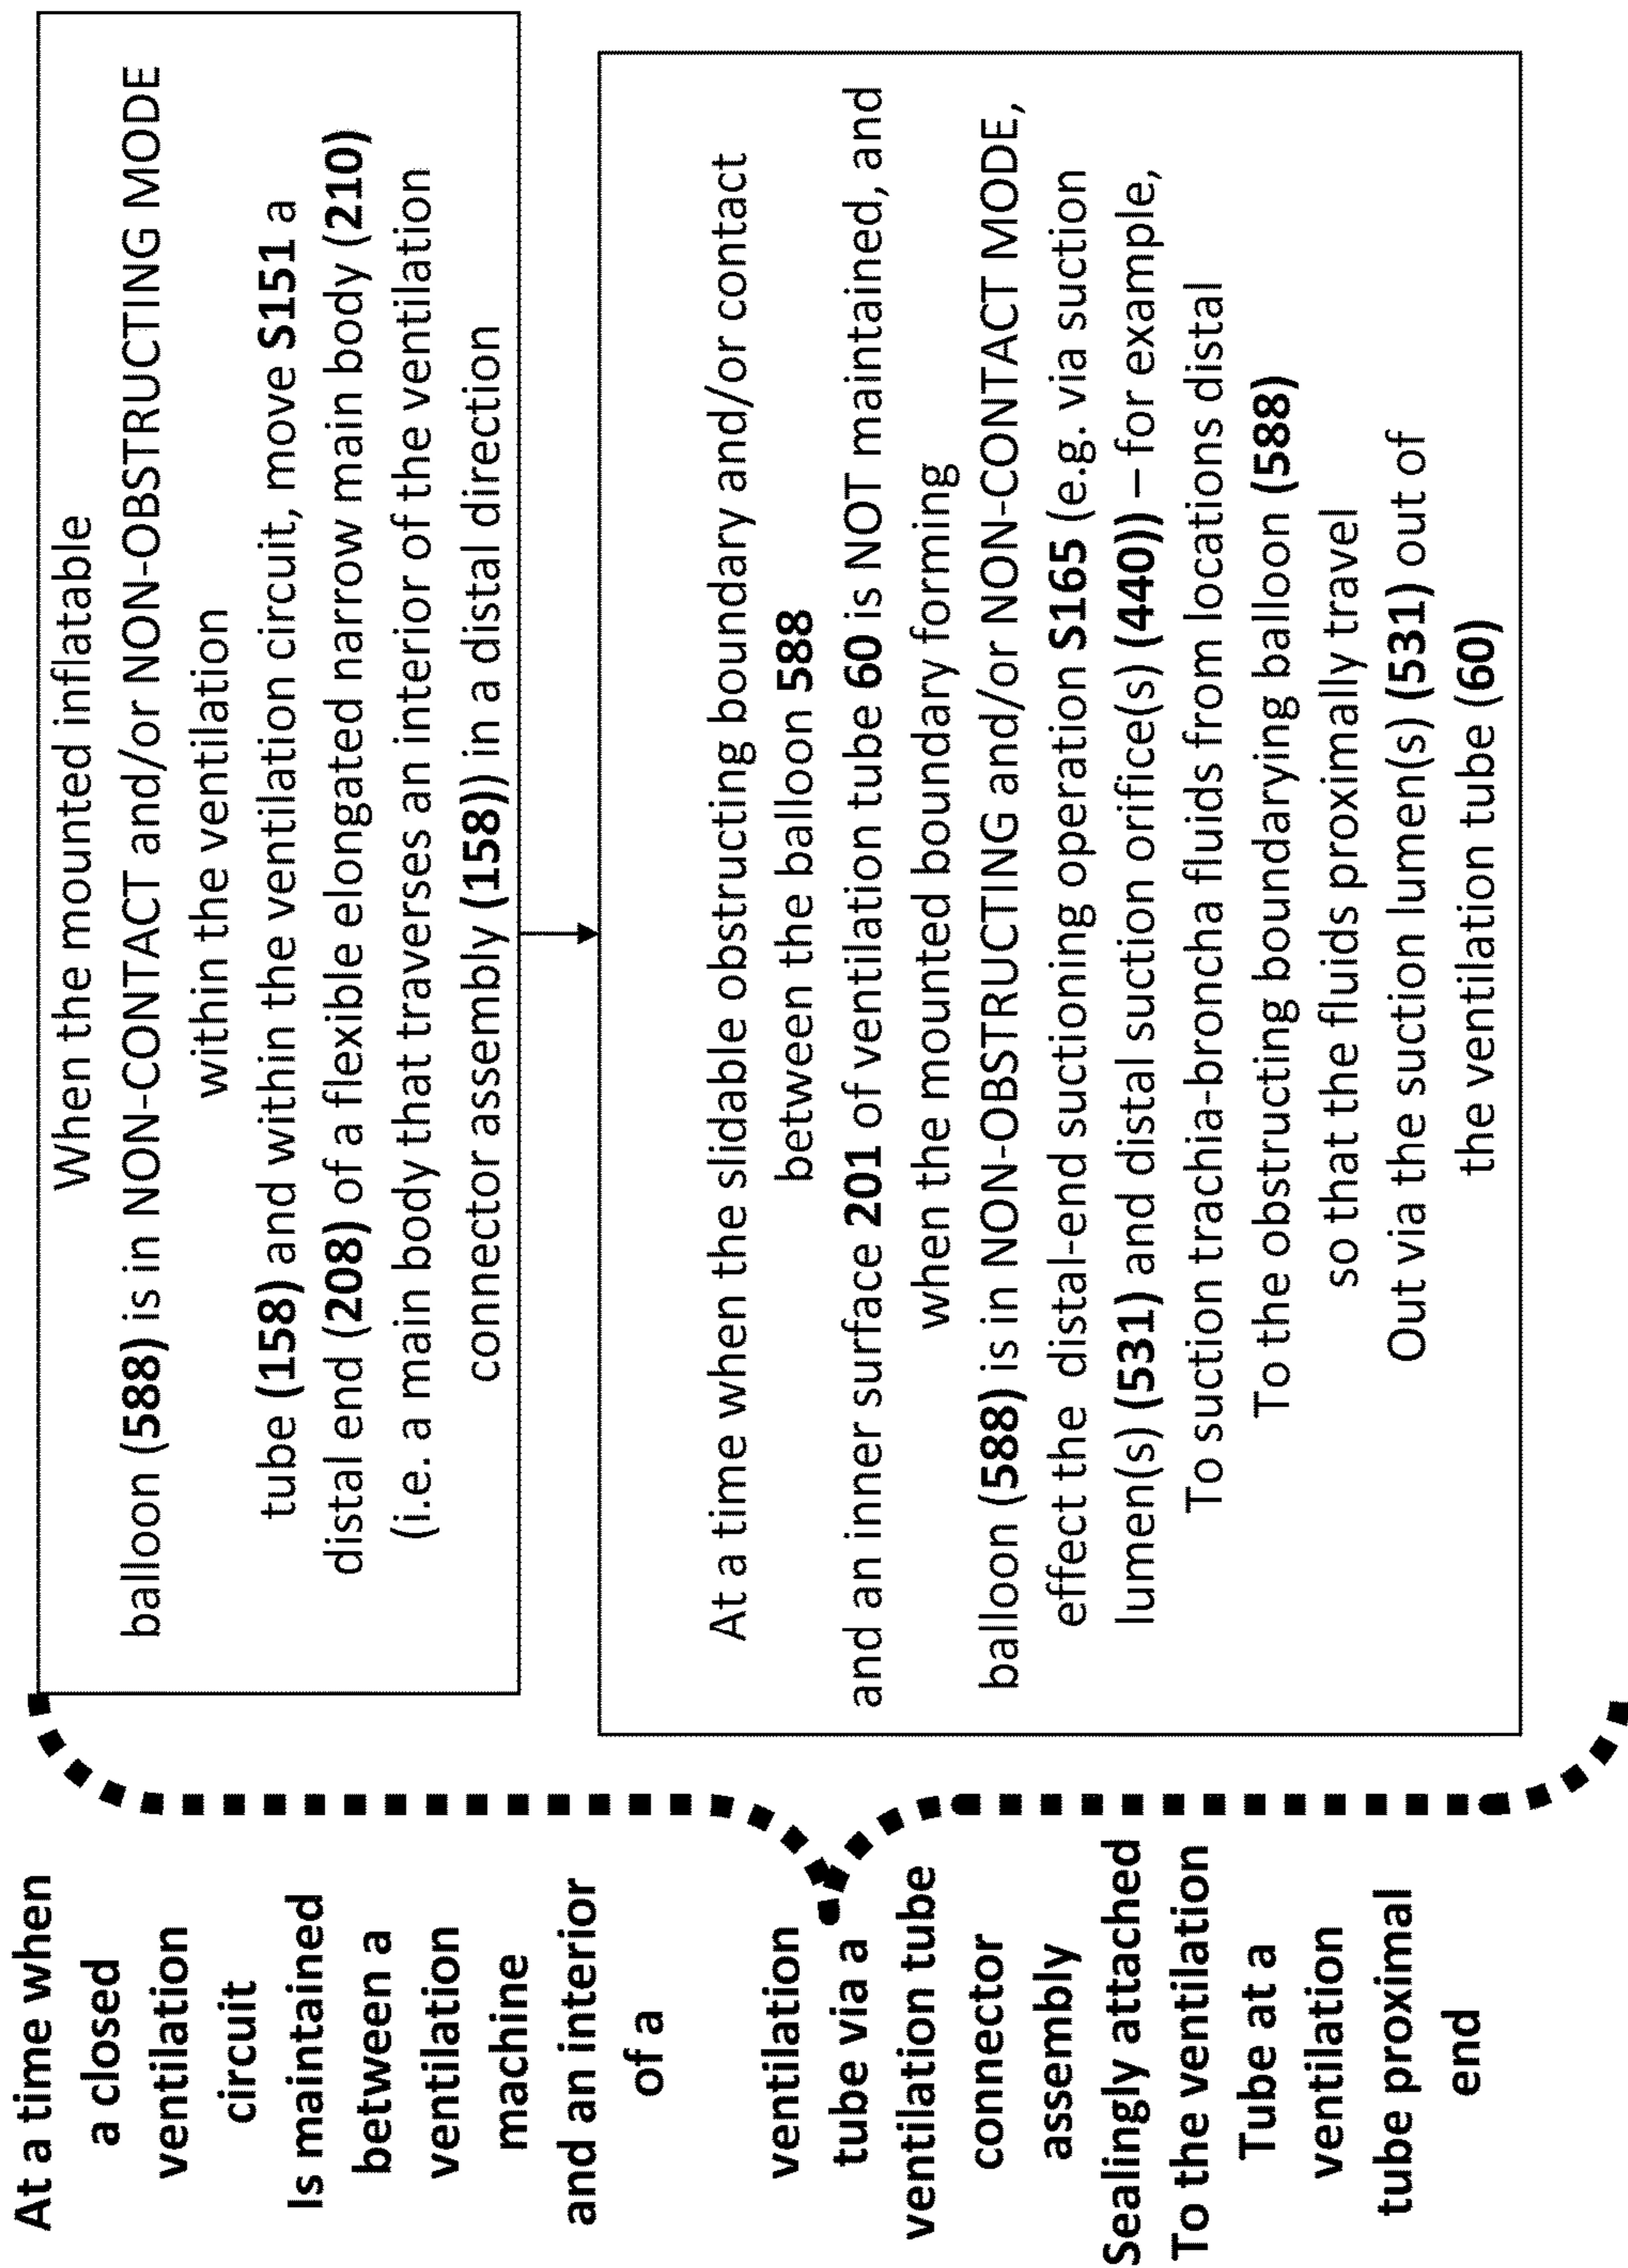 At a time when
a closed
ventilation
circuit
Is maintained
between a
ventilation
machine
and an interior
of a
ventilation
tube via a
ventilation tube
connector
assembly
Sealingly attached
To the ventilation
Tube at a
ventilation
tube proximal
end
When the mounted inflatable
balloon (588) is in NON-CONTACT and/or NON-OBSTRUCTING MODE
within the ventilation
tube (158) and within the ventilation circuit, move S151 a
distal end (208) of a flexible elongated narrow main body (210)
(i.e. a main body that traverses an interior of the ventilation
connector assembly (158)) in a distal direction
At a time when the slidable obstructing boundary and/or contact
between the balloon 588
and an inner surface 201 of ventilation tube 60 is NOT maintained, and
when the mounted boundary forming
balloon (588) is in NON-OBSTRUCTING and/or NON-CONTACT MODE,
effect the distal-end suctioning operation S165 (e.g. via suction
lumen(s) (531) and distal suction orifice(s) (440)) – for example,
To suction trachia-broncha fluids from locations distal
To the obstructing boundarying balloon (588)
so that the fluids proximally travel
Out via the suction lumen(s) (531) out of
the ventilation tube (60)